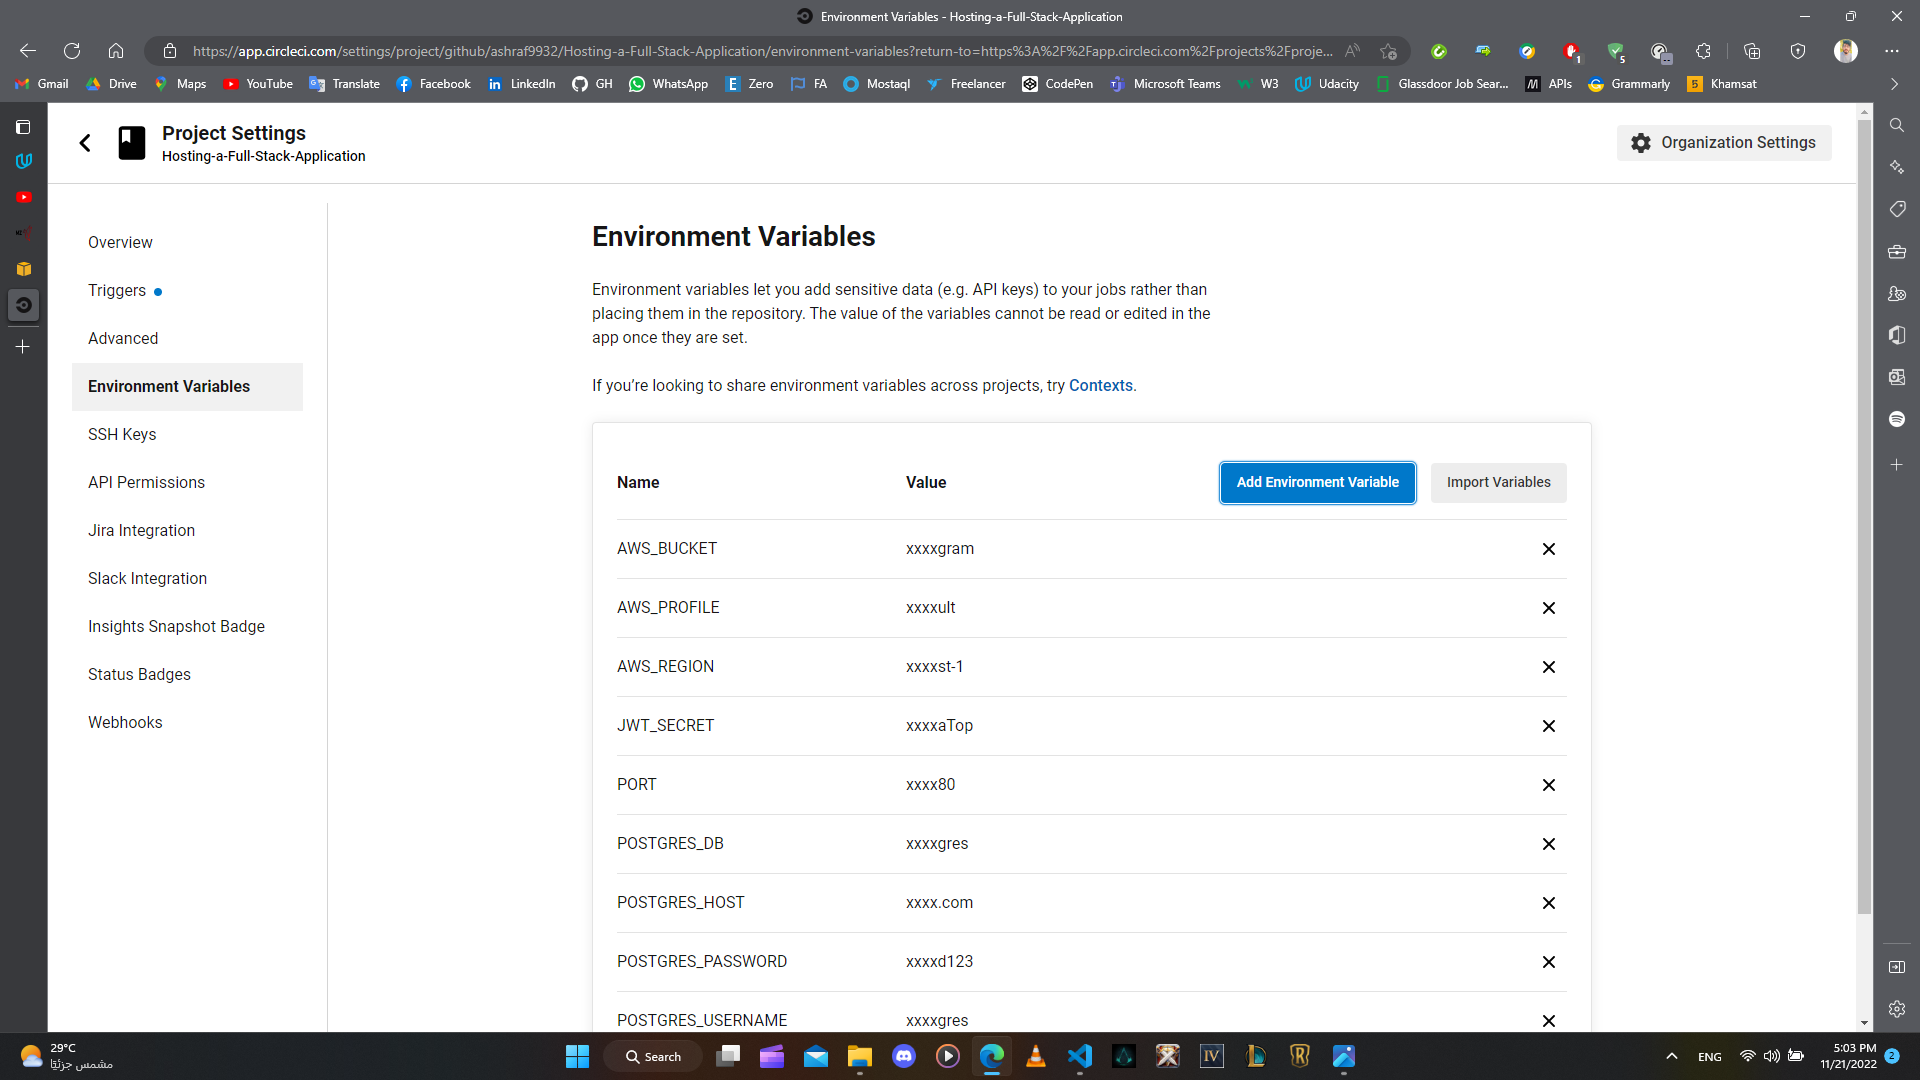 Environment Variables - Hosting-a-Full-Stack-Application
https://app.circleci.com/settings/project/github/ashraf9932/Hosting-a-Full-Stack-Application/environment-variables?return-to=https%3A%2F%2Fapp.circleci.com%2Fprojects%2Fproje...
Gmail Drive Maps YouTube Translate Facebook LinkedIn GH WhatsApp Zero FA Mostaql Freelancer CodePen Microsoft Teams W3 Udacity Glassdoor Job Sear... APIs Grammarly Khamsat
Project Settings
Hosting-a-Full-Stack-Application
Organization Settings
Overview
Triggers
Advanced
Environment Variables
SSH Keys
API Permissions
Jira Integration
Slack Integration
Insights Snapshot Badge
Status Badges
Webhooks
Environment Variables
Environment variables let you add sensitive data (e.g. API keys) to your jobs rather than
placing them in the repository. The value of the variables cannot be read or edited in the
app once they are set.
If you’re looking to share environment variables across projects, try Contexts.
Name Value Add Environment Variable Import Variables
AWS_BUCKET xxxxgram
AWS_PROFILE xxxxult
AWS_REGION xxxxst-1
JWT_SECRET xxxxaTop
PORT xxxx80
POSTGRES_DB xxxxgres
POSTGRES_HOST xxxx.com
POSTGRES_PASSWORD xxxxd123
POSTGRES_USERNAME xxxxgres
29°C
مشمس جزئيًا
Search
ENG
5:03 PM
11/21/2022
2